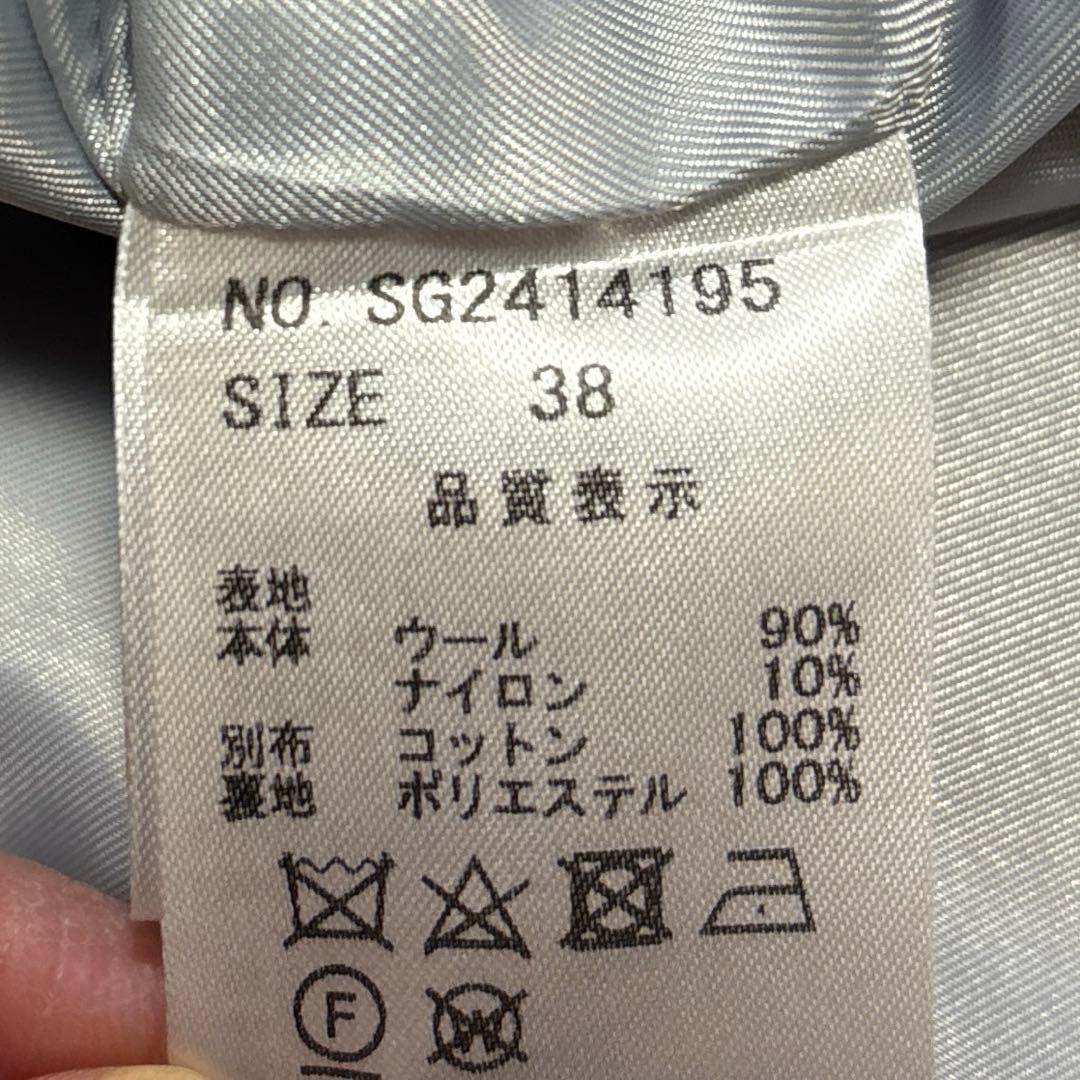 NO. SG2414195
SIZE 38
品質表示
表地
本体 ウール 90%
ナイロン 10%
別布 コットン 100%
裏地 ポリエステル 100%
F
W